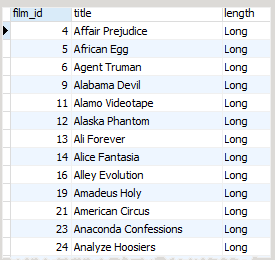 film_id title length
4 Affair Prejudice Long
5 African Egg Long
6 Agent Truman Long
9 Alabama Devil Long
11 Alamo Videotape Long
12 Alaska Phantom Long
13 Ali Forever Long
14 Alice Fantasia Long
16 Alley Evolution Long
19 Amadeus Holy Long
21 American Circus Long
23 Anaconda Confessions Long
24 Analyze Hoosiers Long